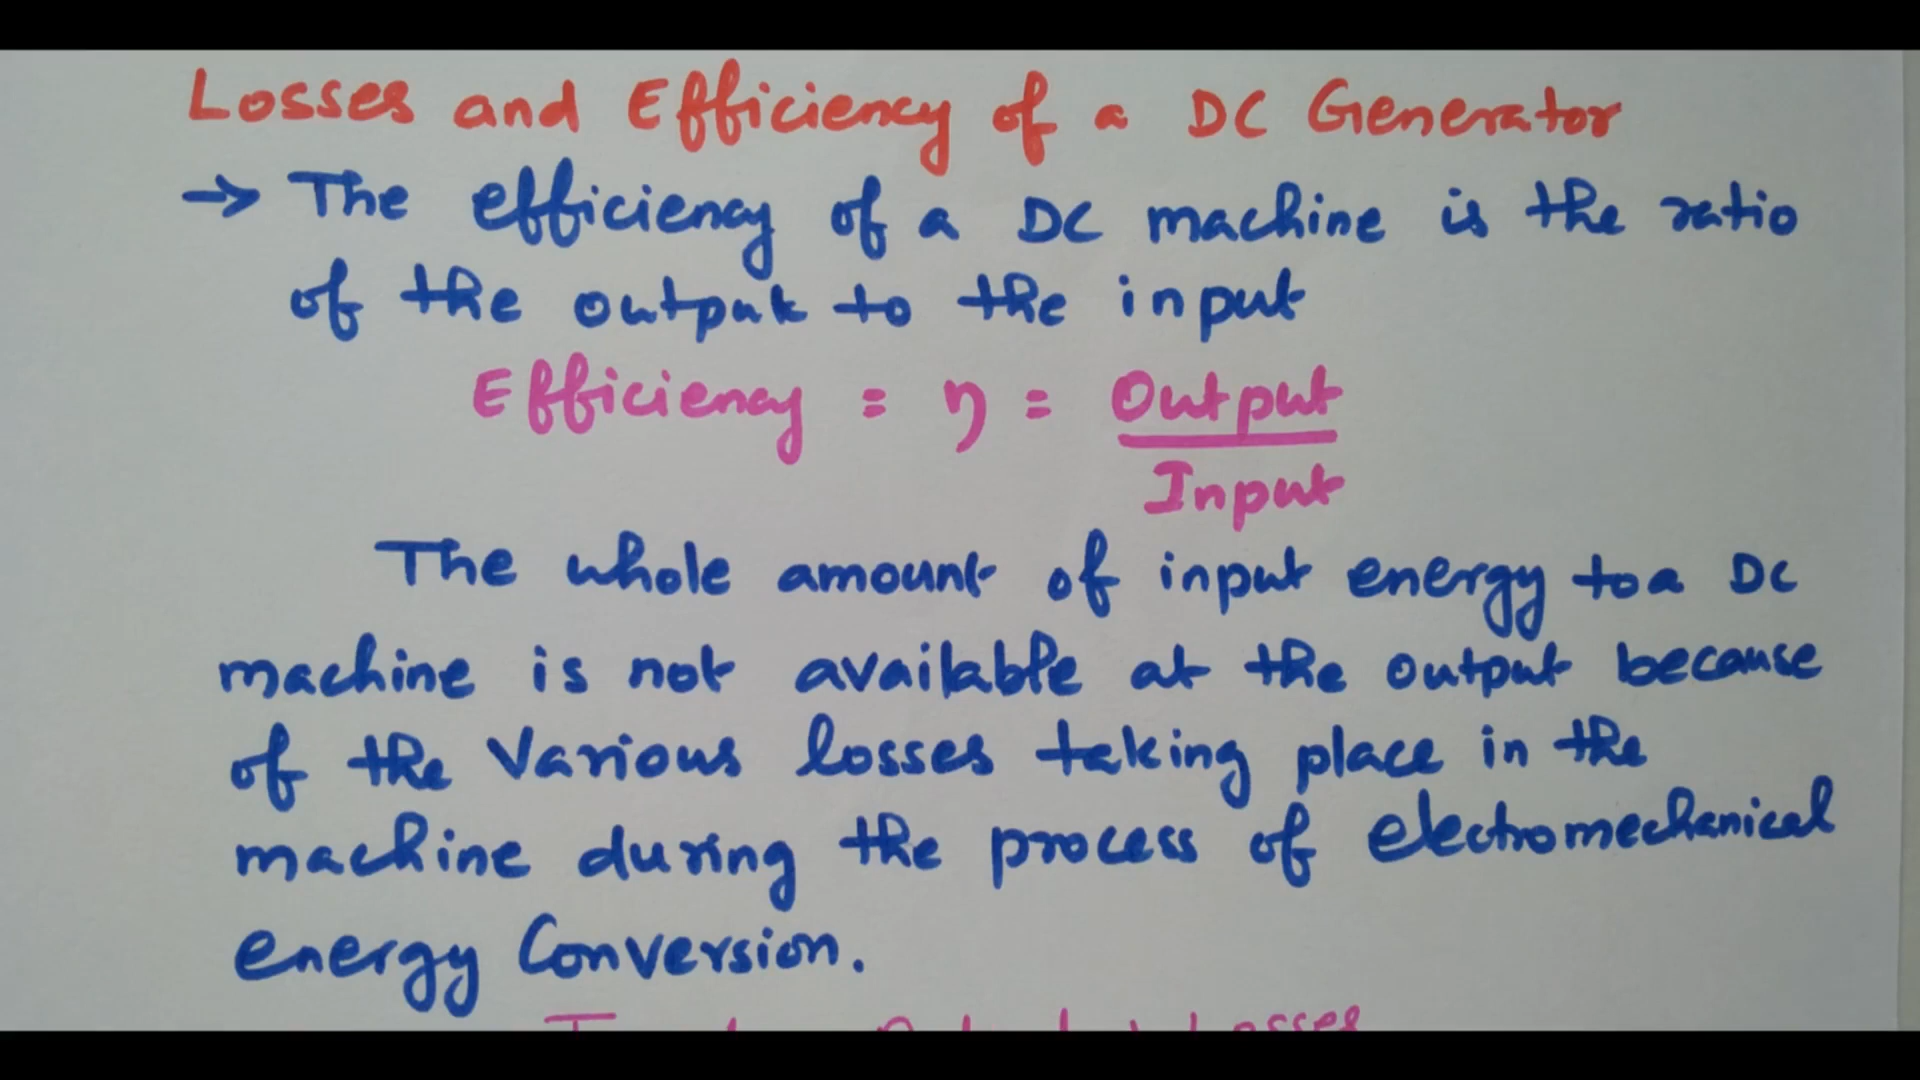 Losses and Efficiency of a DC Generator
→ The efficiency of a DC machine is the ratio
of the output to the input
Efficiency = η = Output
Input
The whole amount of input energy to a DC
machine is not available at the output because
of the various losses taking place in the
machine during the process of electromechanical
energy Conversion.
Losses